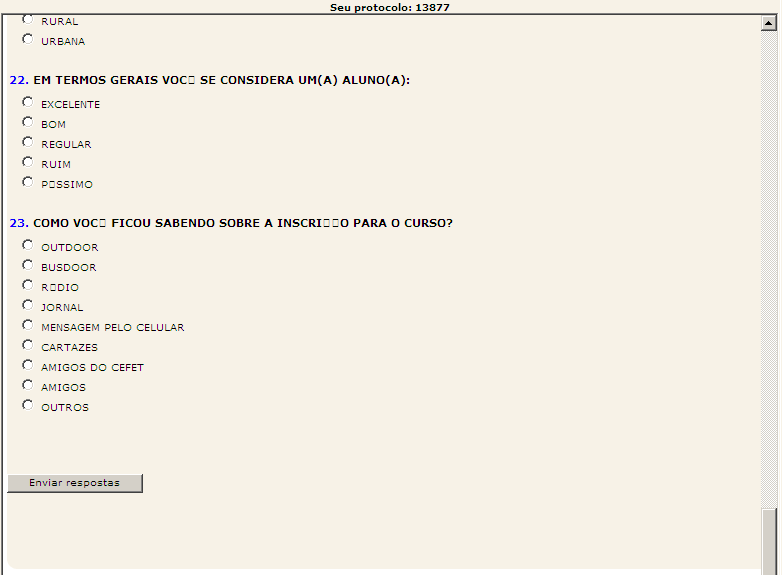 Seu protocolo: 13877
RURAL
URBANA
22. EM TERMOS GERAIS VOC□ SE CONSIDERA UM(A) ALUNO(A):
EXCELENTE
BOM
REGULAR
RUIM
P□SSIMO
23. COMO VOC□ FICOU SABENDO SOBRE A INSCRI□□O PARA O CURSO?
OUTDOOR
BUSDOOR
R□DIO
JORNAL
MENSAGEM PELO CELULAR
CARTAZES
AMIGOS DO CEFET
AMIGOS
OUTROS
Enviar respostas